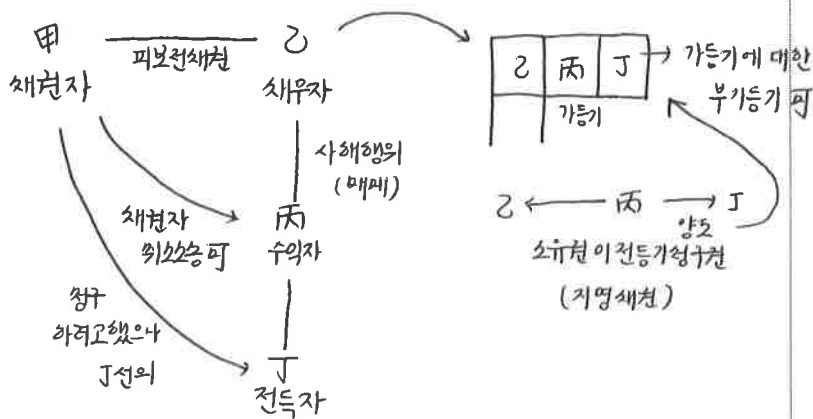 甲 乙
피보전채권
채권자 채무자
사해행위
(매매)
채권자
취소소송 可
丙
수익자
청구
하려고했으나
丁선의
丁
전득자
乙 丙 丁 → 가등기에 대한
부기등기 可
가등기
乙 ← 丙 → 丁
양도
소유권이전등기청구권
(지명채권)